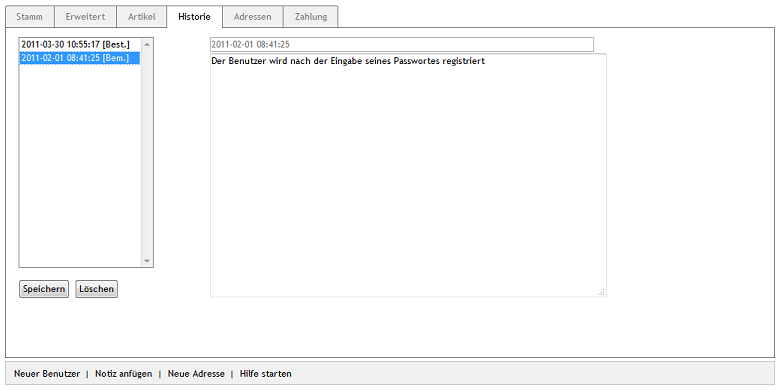 Stamm Erweitert Artikel Historie Adressen Zahlung
2011-03-30 10:55:17 [Best.]
2011-02-01 08:41:25 [Bem.]
2011-02-01 08:41:25
Der Benutzer wird nach der Eingabe seines Passwortes registriert
Speichern Löschen
Neuer Benutzer | Notiz anfügen | Neue Adresse | Hilfe starten